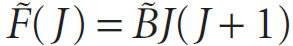 F̃(J) = B̃J(J + 1)